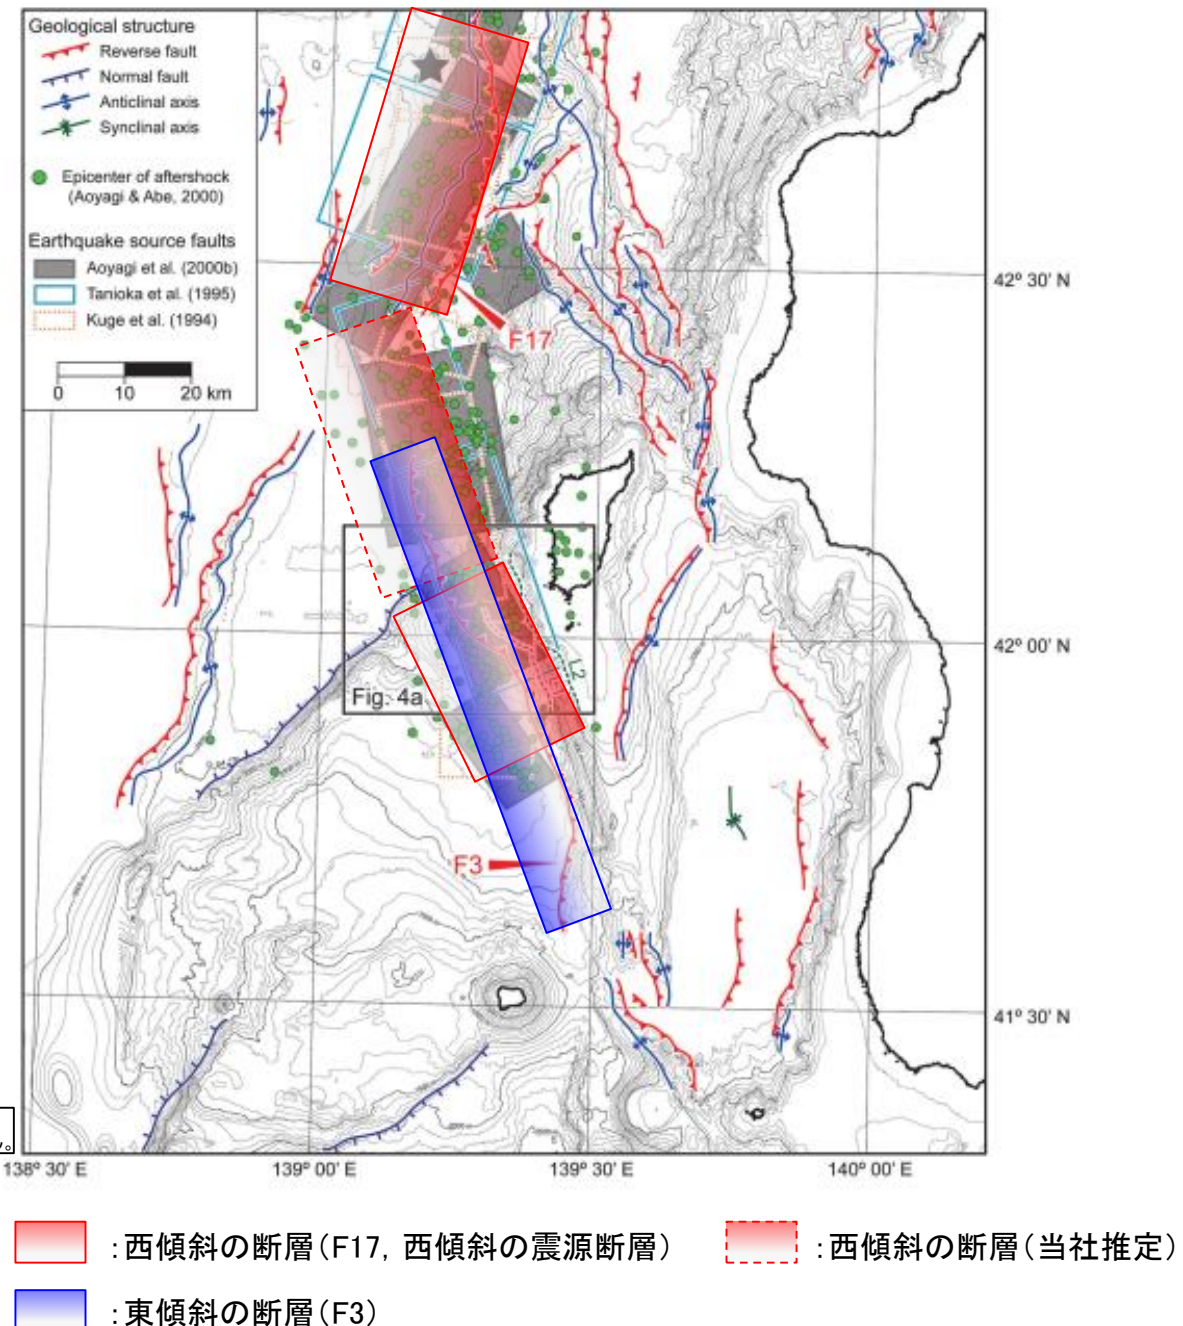 Geological structure
Reverse fault
Normal fault
Anticlinal axis
Synclinal axis
Epicenter of aftershock
(Aoyagi & Abe, 2000)
Earthquake source faults
Aoyagi et al. (2000b)
Tanioka et al. (1995)
Kuge et al. (1994)
0 10 20 km
F17
42° 30' N
L2
42° 00' N
Fig. 4a
F3
41° 30' N
138° 30' E 139° 00' E 139° 30' E 140° 00' E
:西傾斜の断層(F17, 西傾斜の震源断層)
:西傾斜の断層(当社推定)
:東傾斜の断層(F3)